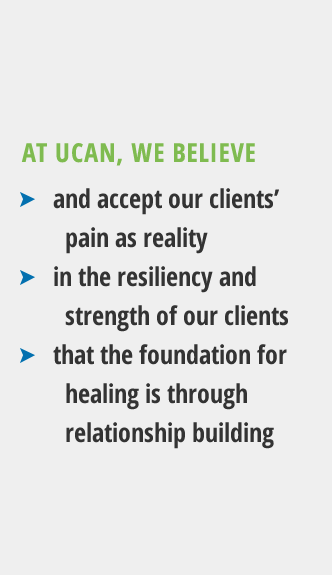 AT UCAN, WE BELIEVE
➤ and accept our clients’
pain as reality
➤ in the resiliency and
strength of our clients
➤ that the foundation for
healing is through
relationship building